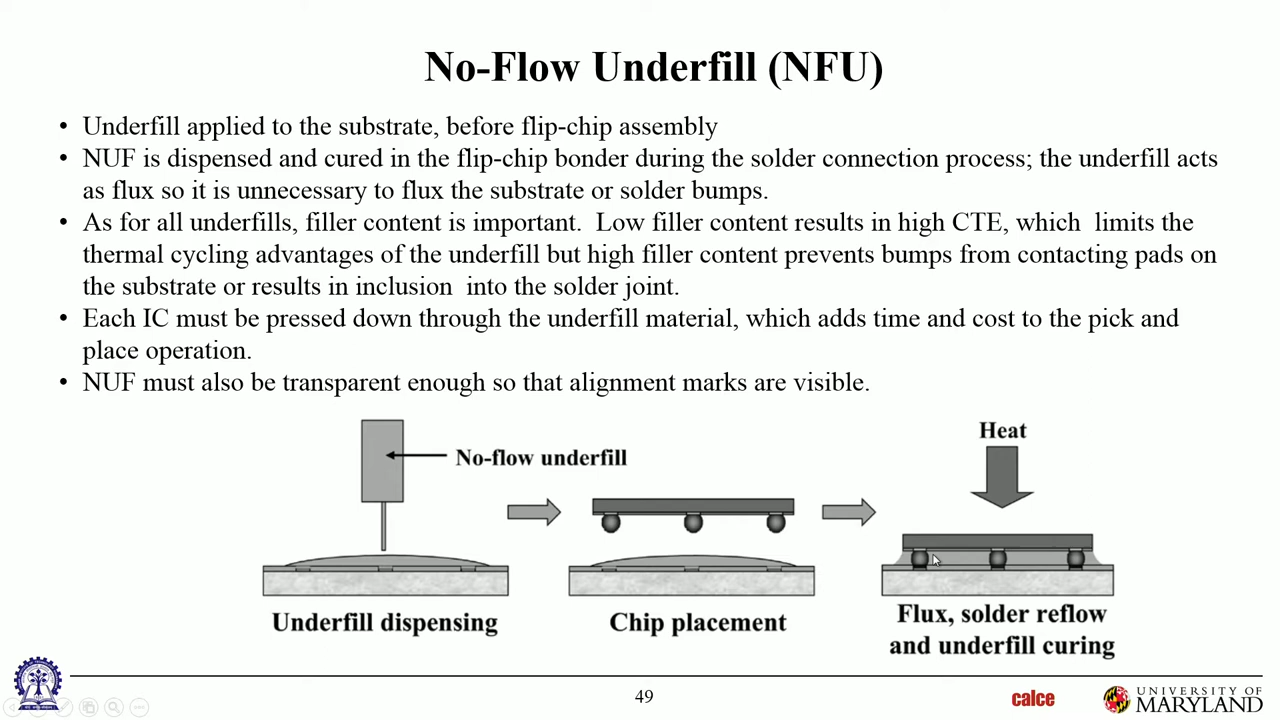 No-Flow Underfill (NFU)
• Underfill applied to the substrate, before flip-chip assembly
• NUF is dispensed and cured in the flip-chip bonder during the solder connection process; the underfill acts
as flux so it is unnecessary to flux the substrate or solder bumps.
• As for all underfills, filler content is important. Low filler content results in high CTE, which limits the
thermal cycling advantages of the underfill but high filler content prevents bumps from contacting pads on
the substrate or results in inclusion into the solder joint.
• Each IC must be pressed down through the underfill material, which adds time and cost to the pick and
place operation.
• NUF must also be transparent enough so that alignment marks are visible.
No-flow underfill
Heat
Underfill dispensing
Chip placement
Flux, solder reflow
and underfill curing
49
calce
UNIVERSITY OF
MARYLAND